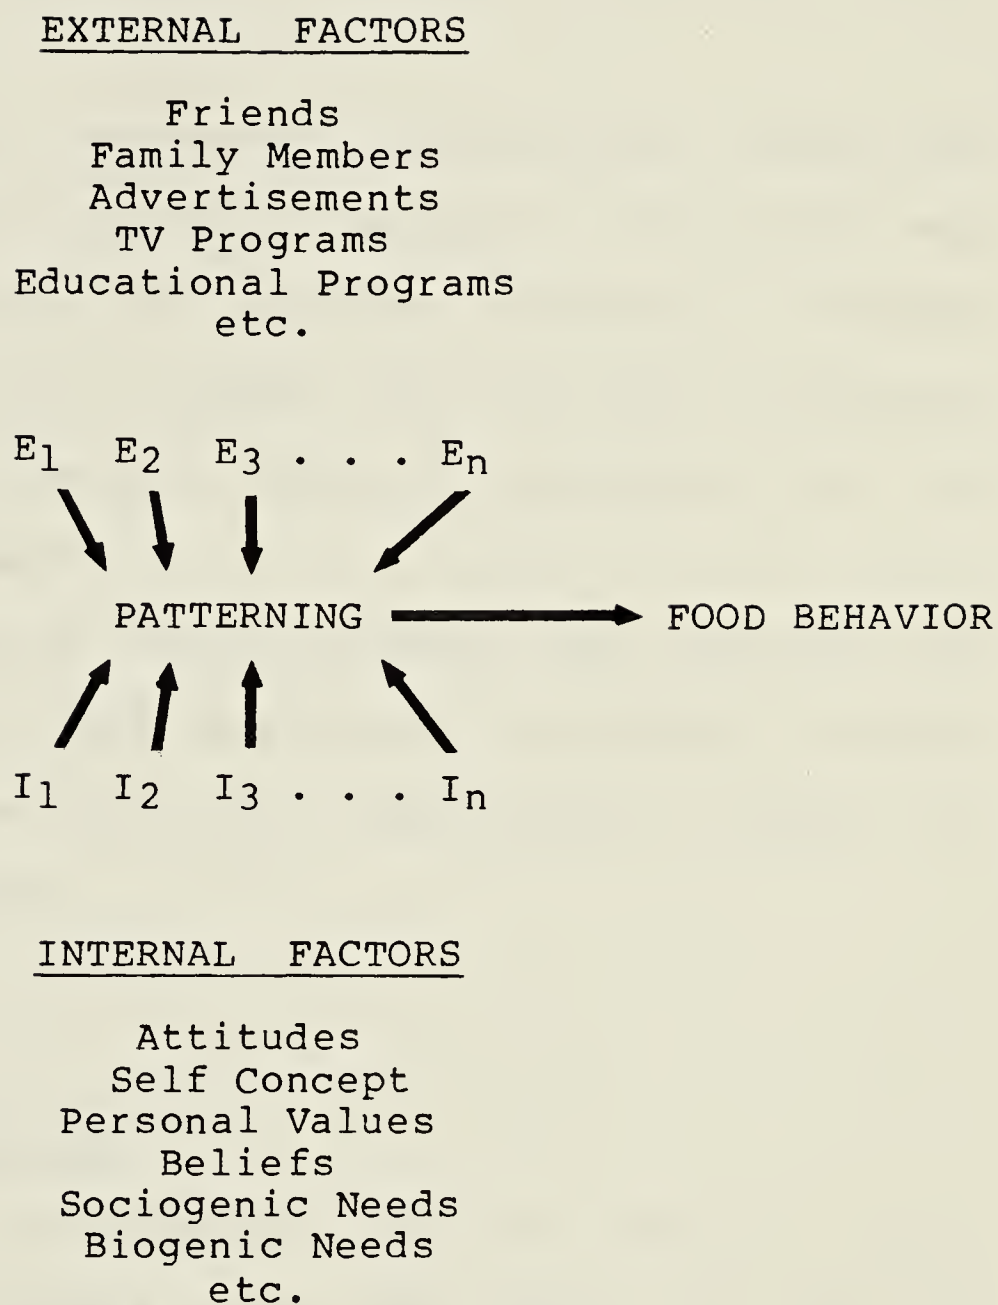 EXTERNAL FACTORS
Friends
Family Members
Advertisements
TV Programs
Educational Programs
etc.
E1 E2 E3 . . . En
PATTERNING FOOD BEHAVIOR
I1 I2 I3 . . . In
INTERNAL FACTORS
Attitudes
Self Concept
Personal Values
Beliefs
Sociogenic Needs
Biogenic Needs
etc.